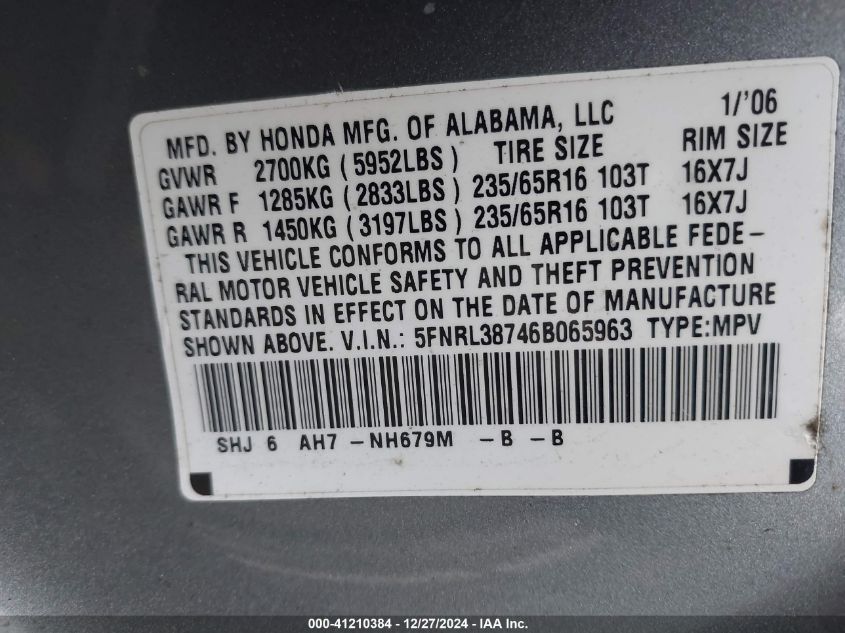 MFD. BY HONDA MFG. OF ALABAMA, LLC 1/'06
GVWR 2700KG (5952LBS) TIRE SIZE RIM SIZE
GAWR F 1285KG (2833LBS) 235/65R16 103T 16X7J
GAWR R 1450KG (3197LBS) 235/65R16 103T 16X7J
THIS VEHICLE CONFORMS TO ALL APPLICABLE FEDE-
RAL MOTOR VEHICLE SAFETY AND THEFT PREVENTION
STANDARDS IN EFFECT ON THE DATE OF MANUFACTURE
SHOWN ABOVE. V.I.N.: 5FNRL38746B065963 TYPE:MPV
SHJ 6 AH7 -NH679M -B -B
000-41210384 - 12/27/2024 - IAA Inc.